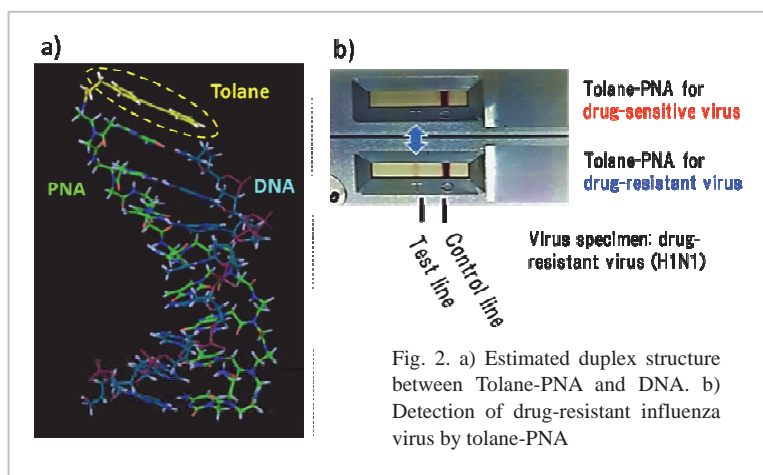 a)
Tolane
PNA
DNA
b)
Tolane-PNA for
drug-sensitive virus
Tolane-PNA for
drug-resistant virus
Test line
Control line
Virus specimen: drug-
resistant virus (H1N1)
Fig. 2. a) Estimated duplex structure
between Tolane-PNA and DNA. b)
Detection of drug-resistant influenza
virus by tolane-PNA